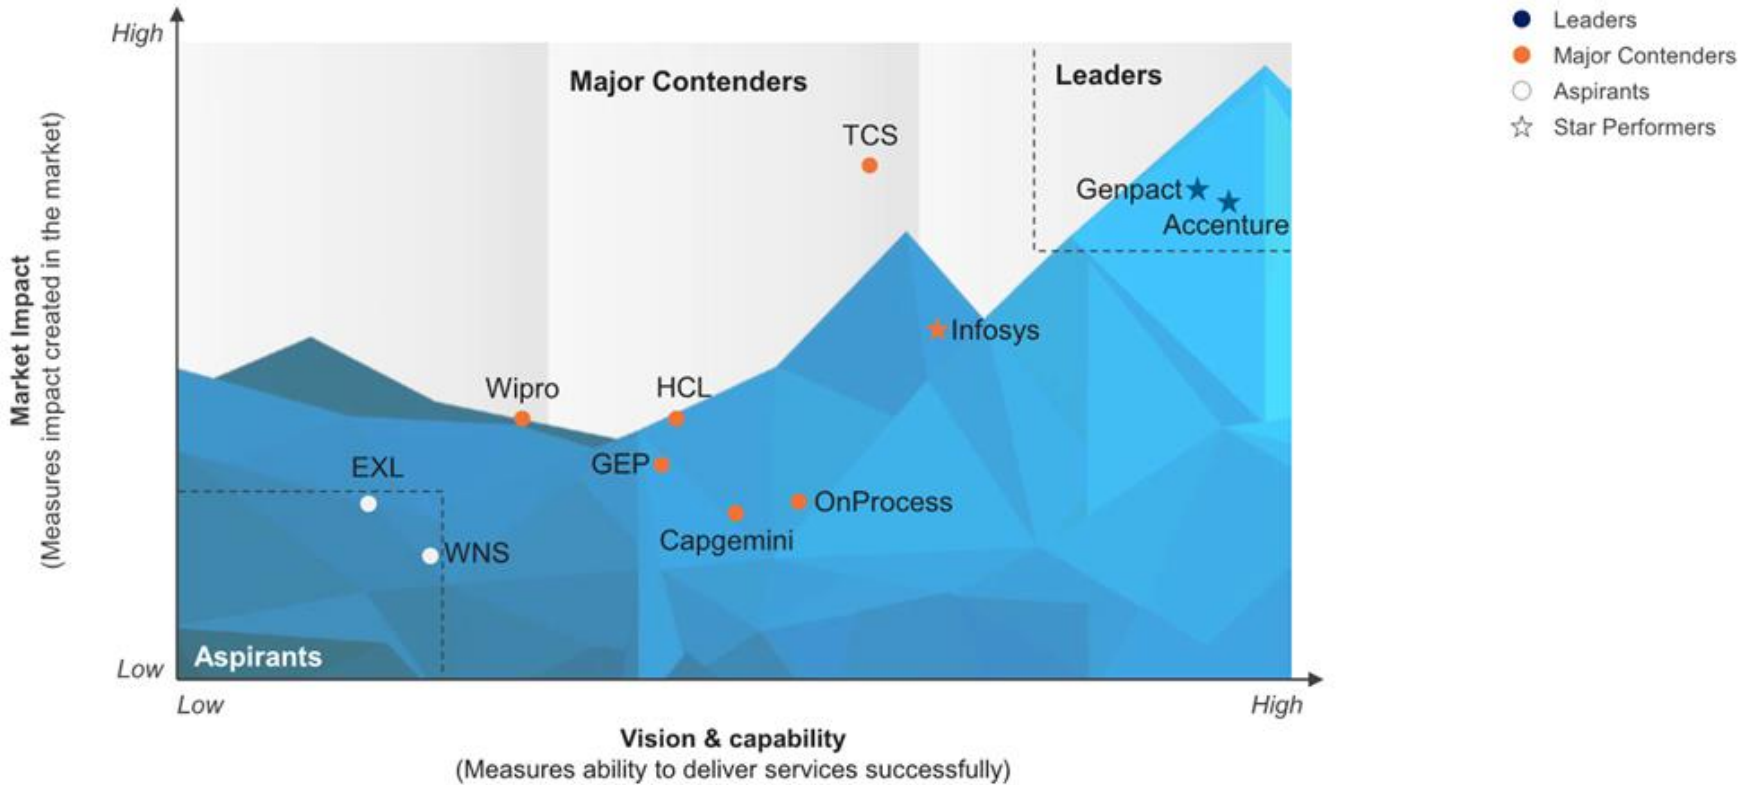 High
Leaders
Major Contenders
Aspirants
Star Performers
Major Contenders
Leaders
TCS
Genpact
Accenture
Infosys
Wipro
HCL
GEP
EXL
OnProcess
Capgemini
WNS
Aspirants
Market Impact
(Measures impact created in the market)
Low
Low
High
Vision & capability
(Measures ability to deliver services successfully)